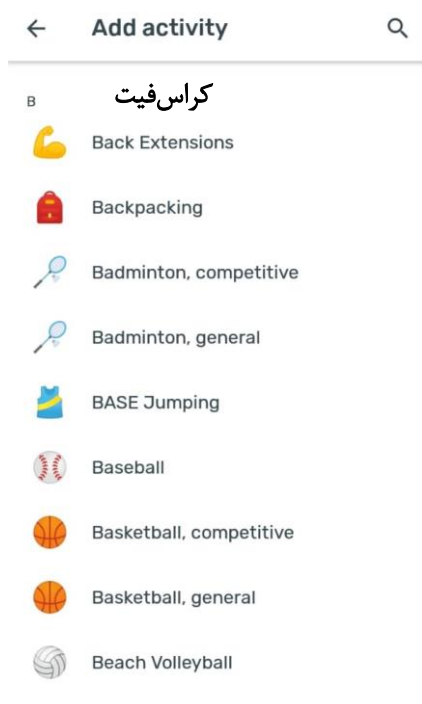 Add activity
B
کراس‌فیت
Back Extensions
Backpacking
Badminton, competitive
Badminton, general
BASE Jumping
Baseball
Basketball, competitive
Basketball, general
Beach Volleyball